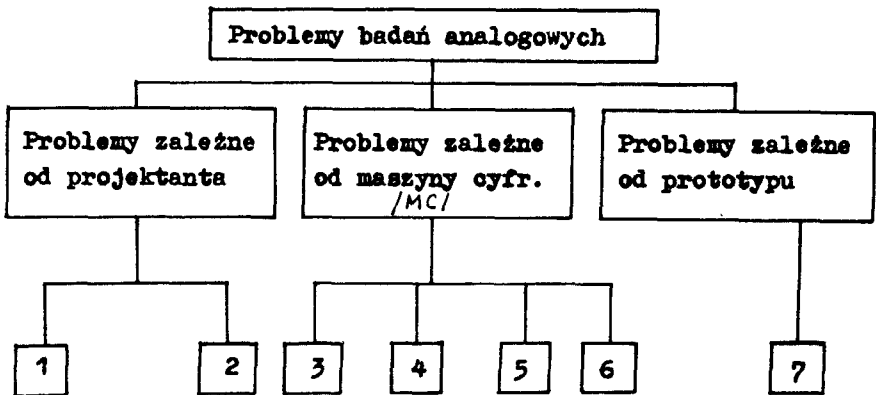 Problemy badań analogowych
Problemy zależne
od projektanta
Problemy zależne
od maszyny cyfr.
/MC/
Problemy zależne
od prototypu
1
2
3
4
5
6
7